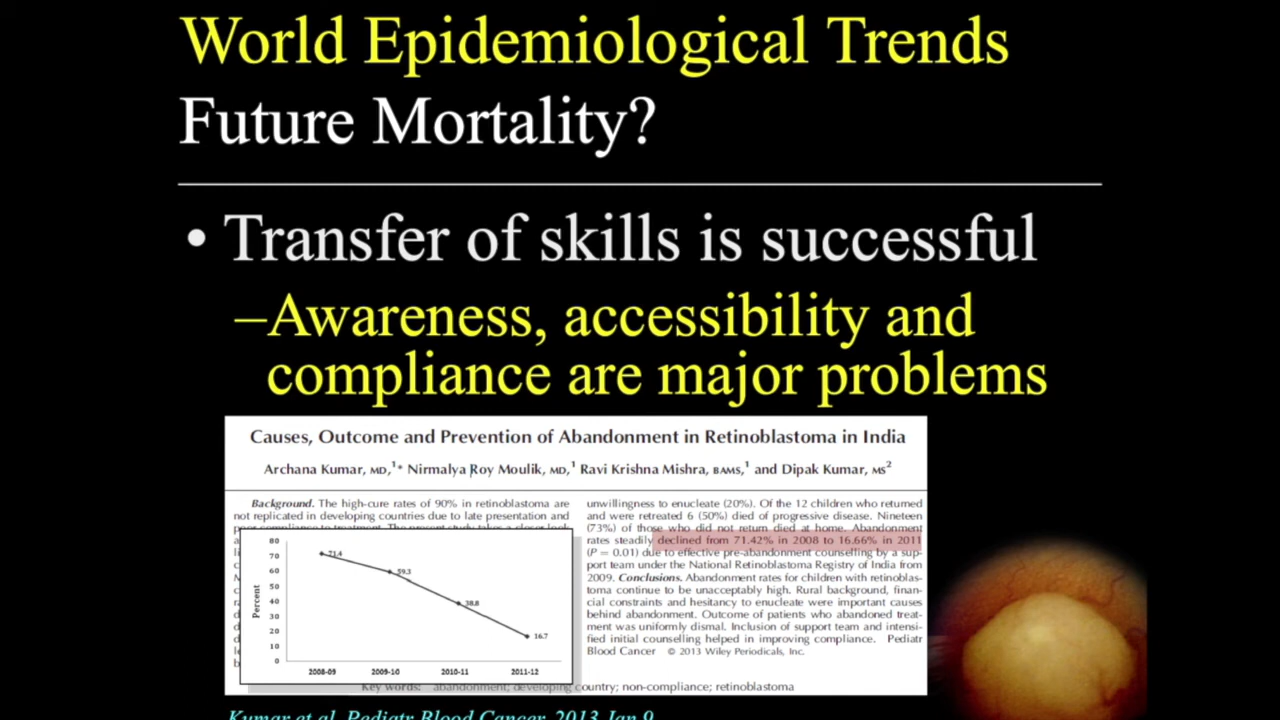 World Epidemiological Trends
Future Mortality?
• Transfer of skills is successful
–Awareness, accessibility and
compliance are major problems
Causes, Outcome and Prevention of Abandonment in Retinoblastoma in India
Archana Kumar, MD,1* Nirmalya Roy Moulik, MD,1 Ravi Krishna Mishra, BAMS,1 and Dipak Kumar, MS2
Background. The high-cure rates of 90% in retinoblastoma are
not replicated in developing countries due to late presentation and
80
70
60
50
40
30
20
10
0
Percent
71.4
59.3
38.8
16.7
2008-09 2009-10 2010-11 2011-12
unwillingness to enucleate (20%). Of the 12 children who returned
and were retreated 6 (50%) died of progressive disease. Nineteen
(73%) of those who did not return died at home. Abandonment
rates steadily declined from 71.42% in 2008 to 16.66% in 2011
(P = 0.01) due to effective pre-abandonment counselling by a sup-
port team under the National Retinoblastoma Registry of India from
2009. Conclusions. Abandonment rates for children with retinoblas-
toma continue to be unacceptably high. Rural background, finan-
cial constraints and hesitancy to enucleate were important causes
behind abandonment. Outcome of patients who abandoned treat-
ment was uniformly dismal. Inclusion of support team and intensi-
fied initial counselling helped in improving compliance. Pediatr
Blood Cancer © 2013 Wiley Periodicals, Inc.
Key words: abandonment; developing country; non-compliance; retinoblastoma
Kumar et al, Pediatr Blood Cancer, 2013 Jan 9